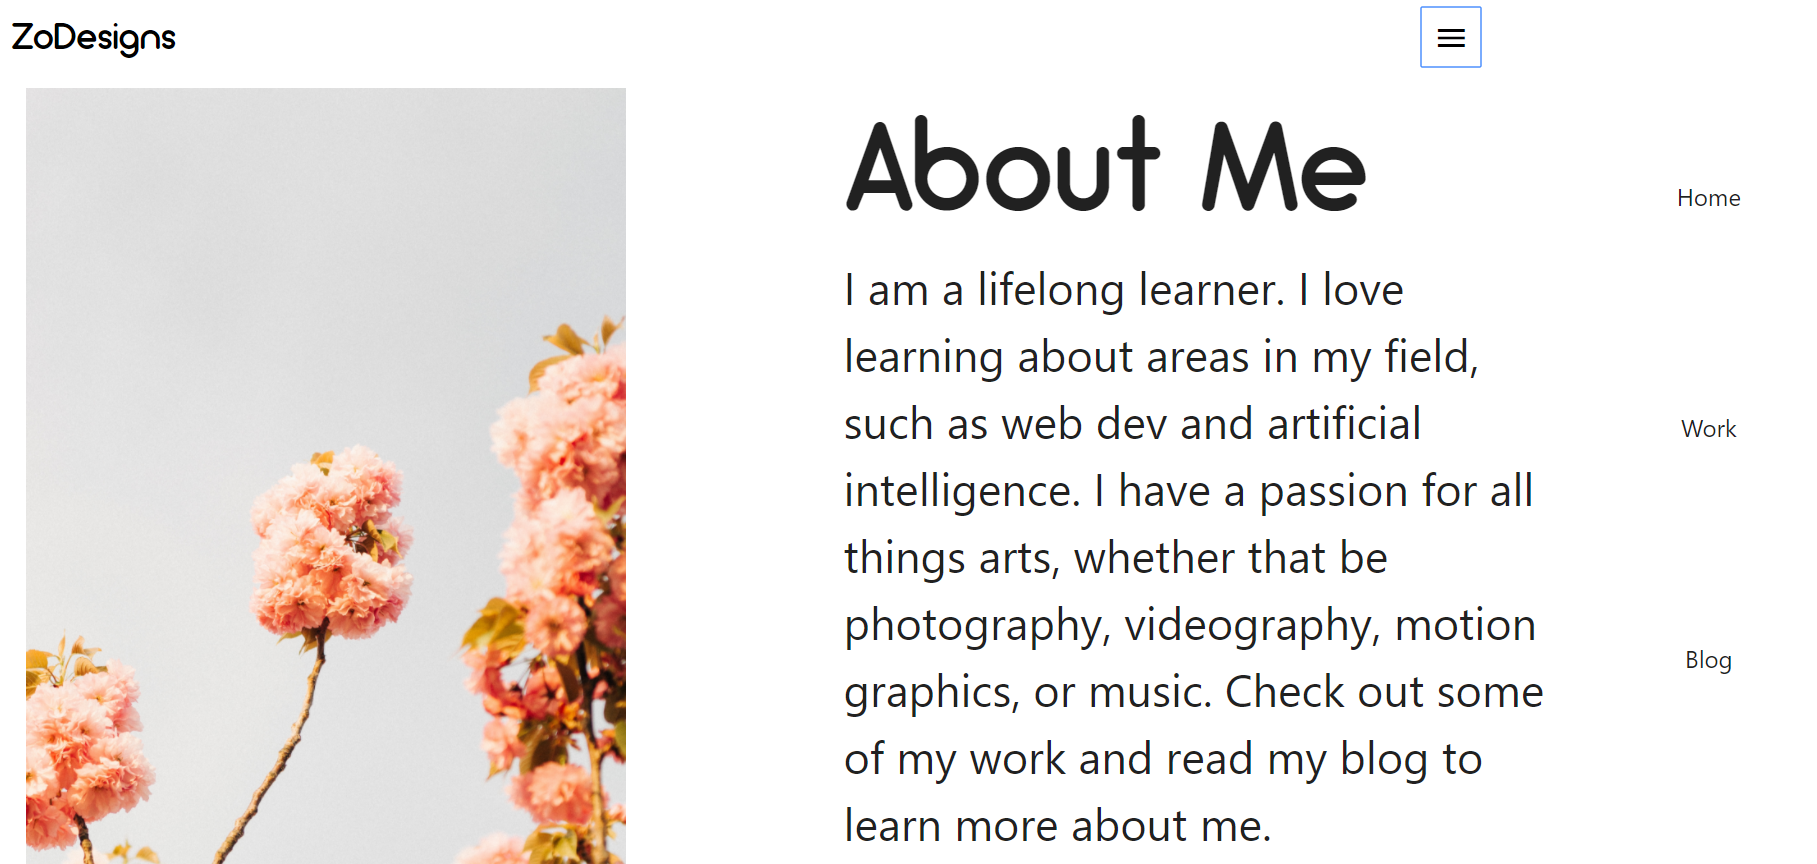 ZoDesigns
About Me
I am a lifelong learner. I love
learning about areas in my field,
such as web dev and artificial
intelligence. I have a passion for all
things arts, whether that be
photography, videography, motion
graphics, or music. Check out some
of my work and read my blog to
learn more about me.
Home
Work
Blog